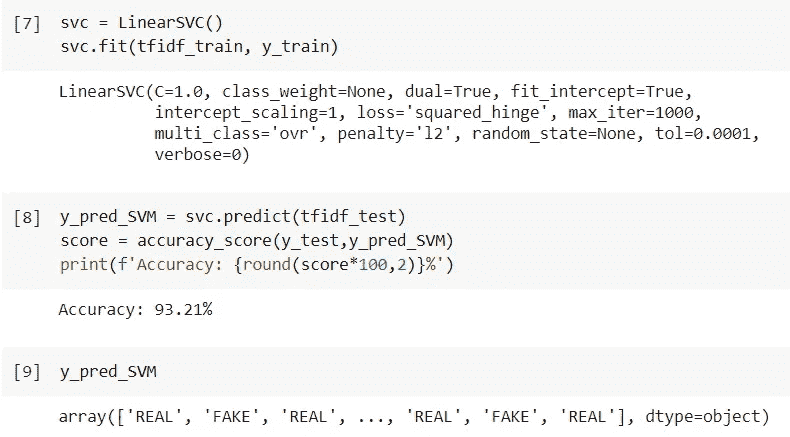 [7] svc = LinearSVC()
svc.fit(tfidf_train, y_train)
LinearSVC(C=1.0, class_weight=None, dual=True, fit_intercept=True,
intercept_scaling=1, loss='squared_hinge', max_iter=1000,
multi_class='ovr', penalty='l2', random_state=None, tol=0.0001,
verbose=0)
[8] y_pred_SVM = svc.predict(tfidf_test)
score = accuracy_score(y_test,y_pred_SVM)
print(f'Accuracy: {round(score*100,2)}%')
Accuracy: 93.21%
[9] y_pred_SVM
array(['REAL', 'FAKE', 'REAL', ..., 'REAL', 'FAKE', 'REAL'], dtype=object)